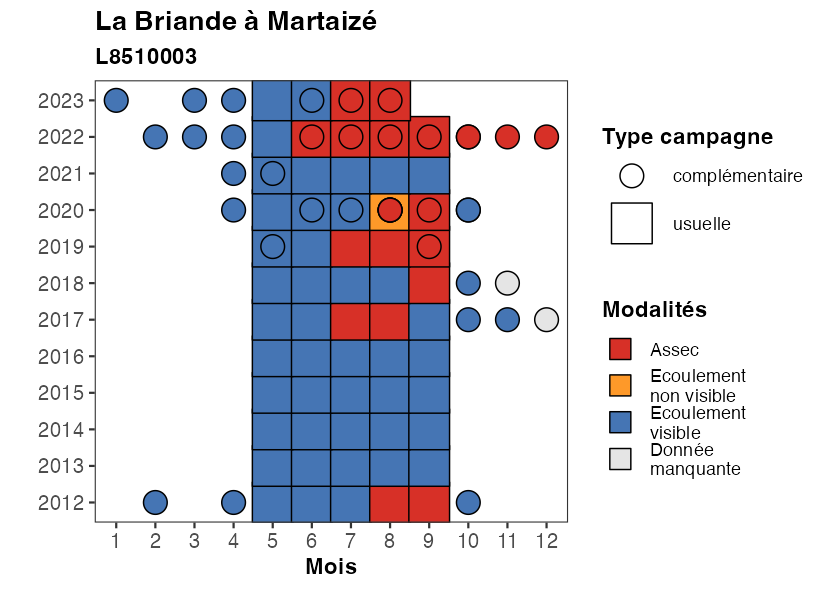 La Briande à Martaizé
L8510003
2023
2022
2021
2020
2019
2018
2017
2016
2015
2014
2013
2012
1 2 3 4 5 6 7 8 9 10 11 12
Mois
Type campagne
complémentaire
usuelle
Modalités
Assec
Ecoulement
non visible
Ecoulement
visible
Donnée
manquante